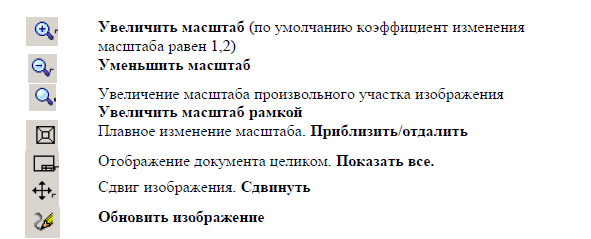 Увеличить масштаб (по умолчанию коэффициент изменения
масштаба равен 1,2)
Уменьшить масштаб
Увеличение масштаба произвольного участка изображения
Увеличить масштаб рамкой
Плавное изменение масштаба. Приблизить/отдалить
Отображение документа целиком. Показать все.
Сдвиг изображения. Сдвинуть
Обновить изображение